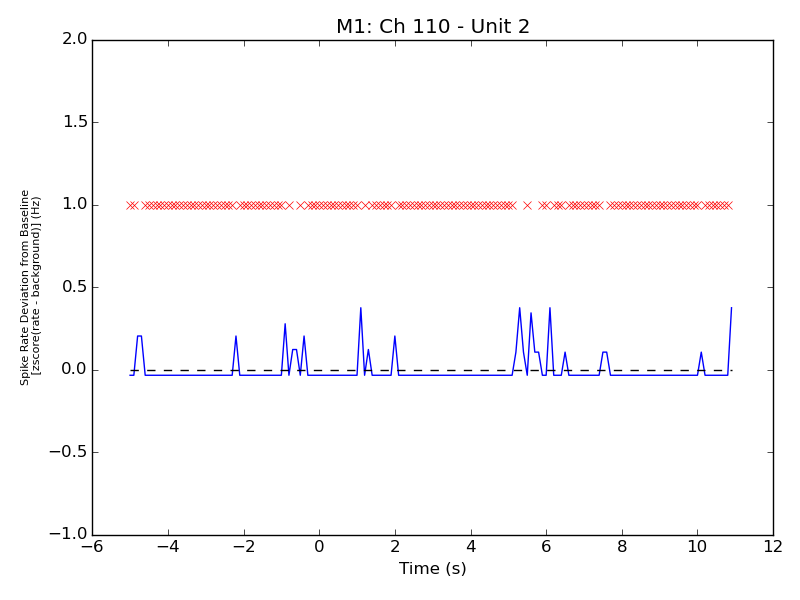 M1: Ch 110 - Unit 2
2.0
1.5
1.0
0.5
0.0
−0.5
−1.0
Spike Rate Deviation from Baseline
[zscore(rate - background)] (Hz)
−6 −4 −2 0 2 4 6 8 10 12
Time (s)